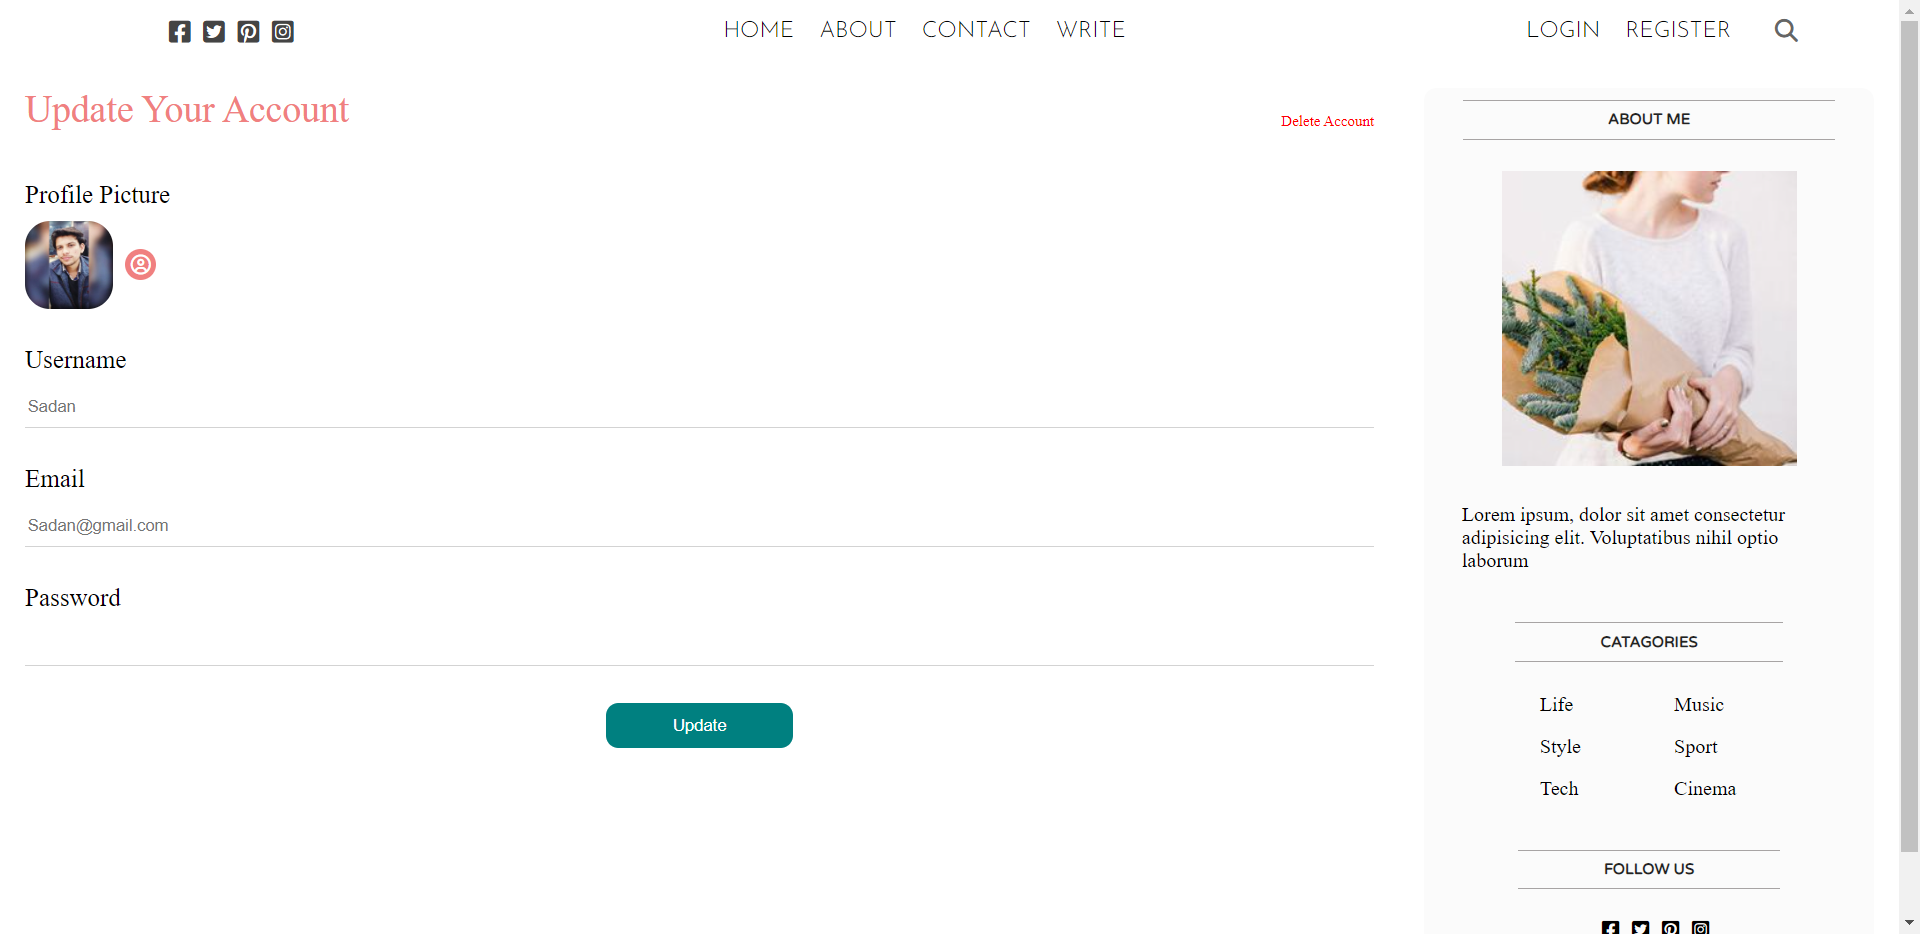 HOME ABOUT CONTACT WRITE
LOGIN REGISTER
Update Your Account
Delete Account
Profile Picture
Username
Sadan
Email
Sadan@gmail.com
Password
Update
ABOUT ME
Lorem ipsum, dolor sit amet consectetur
adipisicing elit. Voluptatibus nihil optio
laborum
CATAGORIES
Life Music
Style Sport
Tech Cinema
FOLLOW US